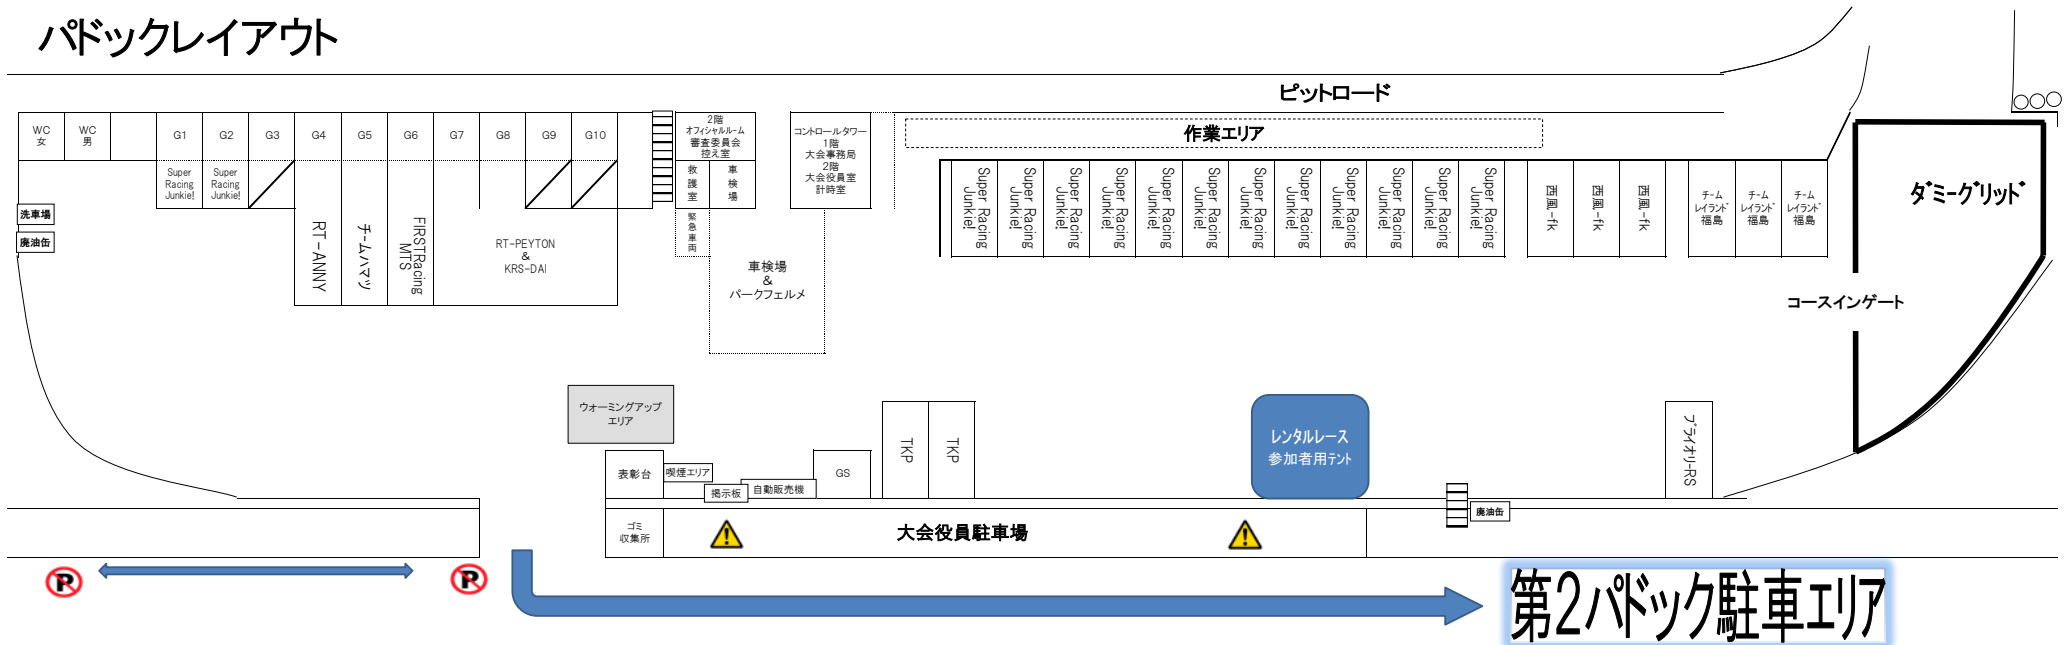 パドックレイアウト
ピットロード
WC
女
WC
男
G1
G2
G3
G4
G5
G6
G7
G8
G9
G10
2階
オフィシャルルーム
審査委員会
控え室
コントロールタワー
1階
大会事務局
2階
大会役員室
計時室
作業エリア
Super
Racing
Junkie!
Super
Racing
Junkie!
救護室
車検場
緊急車両
洗車場
廃油缶
RT-ANNY
チームハマツ
FIRSTRacing
MTS
RT-PEYTON
&
KRS-DAI
車検場
&
パークフェルメ
Super Racing
Junkie!
Super Racing
Junkie!
Super Racing
Junkie!
Super Racing
Junkie!
Super Racing
Junkie!
Super Racing
Junkie!
Super Racing
Junkie!
Super Racing
Junkie!
Super Racing
Junkie!
Super Racing
Junkie!
Super Racing
Junkie!
Super Racing
Junkie!
西風-fk
西風-fk
西風-fk
チーム
レイランド
福島
チーム
レイランド
福島
チーム
レイランド
福島
ダミーグリッド
コースインゲート
ウォーミングアップ
エリア
表彰台
喫煙エリア
掲示板
自動販売機
GS
TKP
TKP
レンタルレース
参加者用テント
プライオリ-RS
廃油缶
ゴミ
収集所
大会役員駐車場
第2パドック駐車エリア